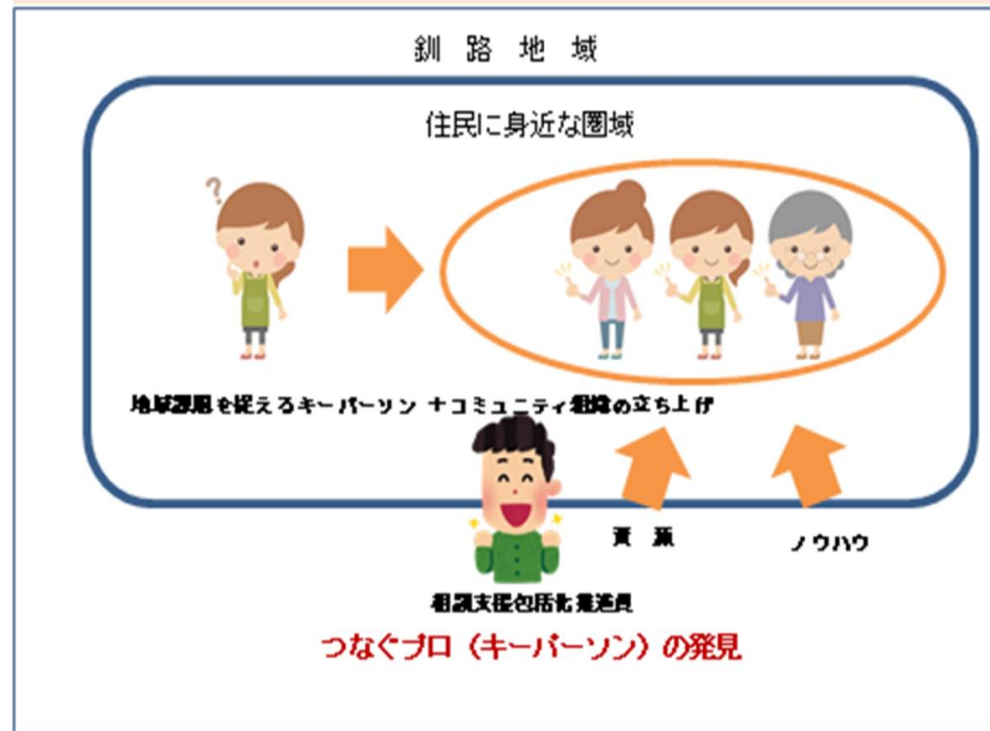 釧 路 地 域
住民に身近な圏域
?
地域課題を捉えるキーパーソン +コミュニティ組織の立ち上げ
資 源
ノウハウ
相談支援包括化推進員
つなぐプロ（キーパーソン）の発見